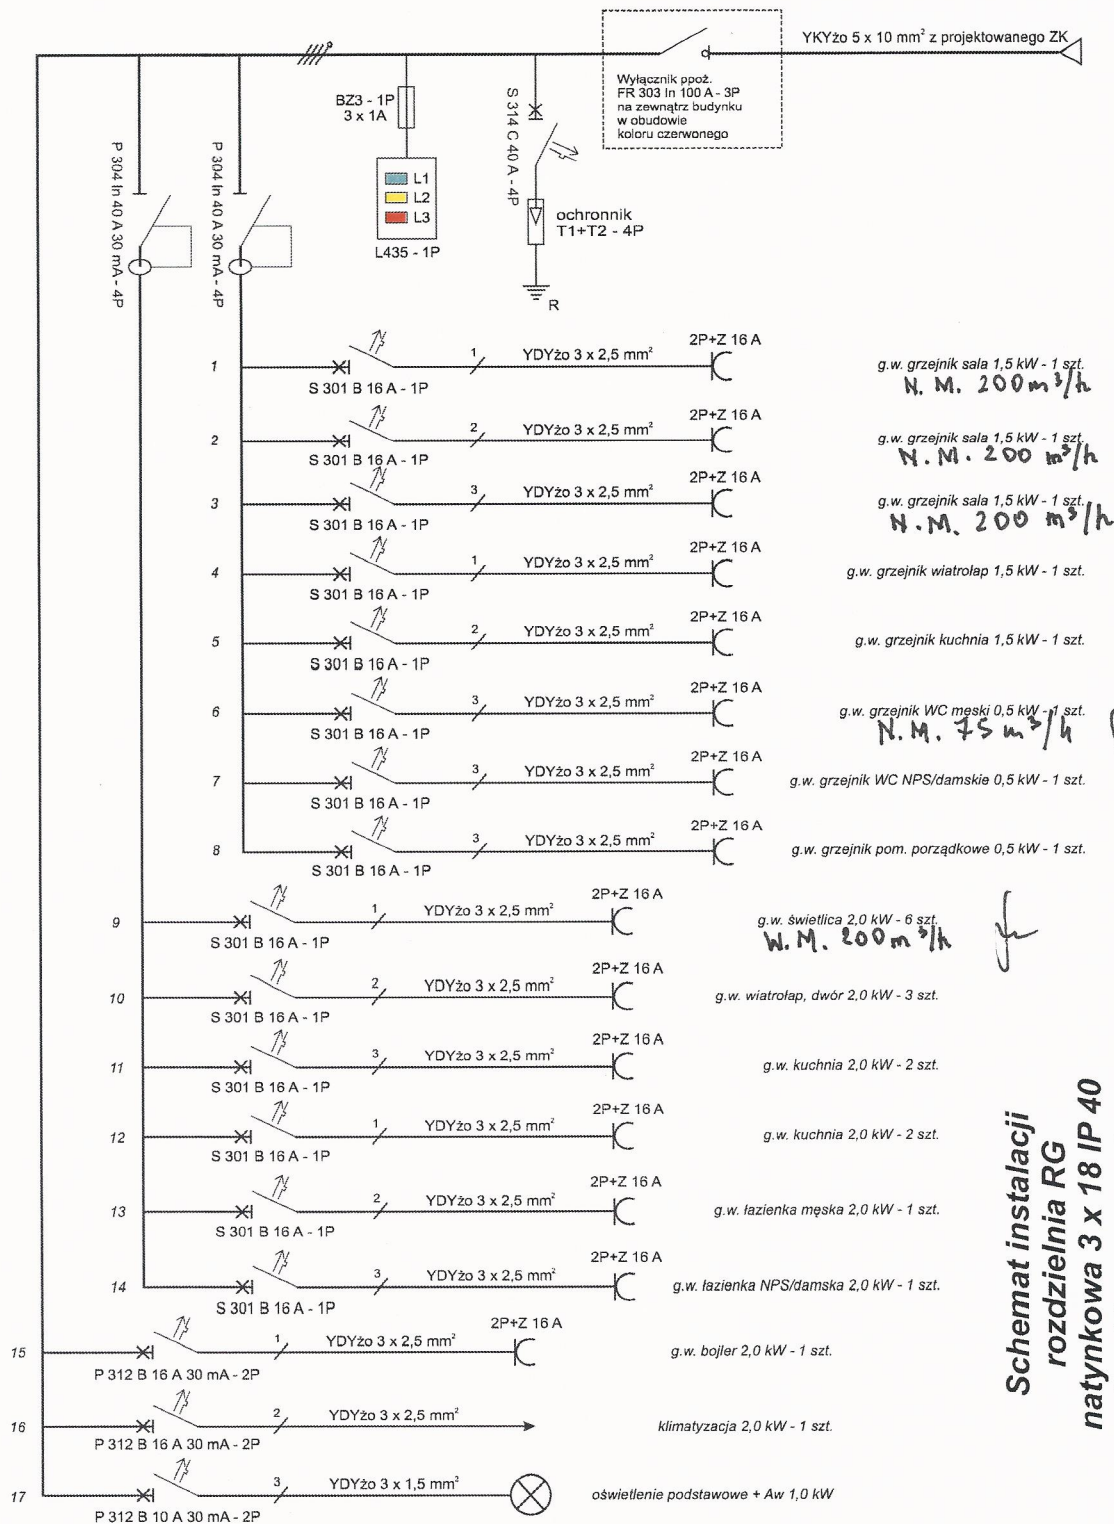 YKYżo 5 x 10 mm² z projektowanego ZK
Wyłącznik ppoż.
FR 303 In 100 A - 3P
na zewnątrz budynku
w obudowie
koloru czerwonego
BZ3 - 1P
3 x 1A
L1
L2
L3
L435 - 1P
S 314 C 40 A - 4P
ochronnik
T1+T2 - 4P
R
P 304 In 40 A 30 mA - 4P
P 304 In 40 A 30 mA - 4P
1 S 301 B 16 A - 1P 1 YDYżo 3 x 2,5 mm² 2P+Z 16 A g.w. grzejnik sala 1,5 kW - 1 szt.
N.M. 200 m³/h
2 S 301 B 16 A - 1P 2 YDYżo 3 x 2,5 mm² 2P+Z 16 A g.w. grzejnik sala 1,5 kW - 1 szt.
N.M. 200 m³/h
3 S 301 B 16 A - 1P 3 YDYżo 3 x 2,5 mm² 2P+Z 16 A g.w. grzejnik sala 1,5 kW - 1 szt.
N.M. 200 m³/h
4 S 301 B 16 A - 1P 1 YDYżo 3 x 2,5 mm² 2P+Z 16 A g.w. grzejnik wiatrołap 1,5 kW - 1 szt.
5 S 301 B 16 A - 1P 2 YDYżo 3 x 2,5 mm² 2P+Z 16 A g.w. grzejnik kuchnia 1,5 kW - 1 szt.
6 S 301 B 16 A - 1P 3 YDYżo 3 x 2,5 mm² 2P+Z 16 A g.w. grzejnik WC męski 0,5 kW - 1 szt.
N.M. 75 m³/h
7 S 301 B 16 A - 1P 3 YDYżo 3 x 2,5 mm² 2P+Z 16 A g.w. grzejnik WC NPS/damskie 0,5 kW - 1 szt.
8 S 301 B 16 A - 1P 3 YDYżo 3 x 2,5 mm² 2P+Z 16 A g.w. grzejnik pom. porządkowe 0,5 kW - 1 szt.
9 S 301 B 16 A - 1P 1 YDYżo 3 x 2,5 mm² 2P+Z 16 A g.w. świetlica 2,0 kW - 6 szt.
W.M. 200 m³/h
10 S 301 B 16 A - 1P 2 YDYżo 3 x 2,5 mm² 2P+Z 16 A g.w. wiatrołap, dwór 2,0 kW - 3 szt.
11 S 301 B 16 A - 1P 3 YDYżo 3 x 2,5 mm² 2P+Z 16 A g.w. kuchnia 2,0 kW - 2 szt.
12 S 301 B 16 A - 1P 1 YDYżo 3 x 2,5 mm² 2P+Z 16 A g.w. kuchnia 2,0 kW - 2 szt.
13 S 301 B 16 A - 1P 2 YDYżo 3 x 2,5 mm² 2P+Z 16 A g.w. łazienka męska 2,0 kW - 1 szt.
14 S 301 B 16 A - 1P 3 YDYżo 3 x 2,5 mm² 2P+Z 16 A g.w. łazienka NPS/damska 2,0 kW - 1 szt.
15 P 312 B 16 A 30 mA - 2P 1 YDYżo 3 x 2,5 mm² 2P+Z 16 A g.w. bojler 2,0 kW - 1 szt.
16 P 312 B 16 A 30 mA - 2P 2 YDYżo 3 x 2,5 mm² klimatyzacja 2,0 kW - 1 szt.
17 P 312 B 10 A 30 mA - 2P 3 YDYżo 3 x 1,5 mm² oświetlenie podstawowe + Aw 1,0 kW
Schemat instalacji
rozdzielnia RG
natynkowa 3 x 18 IP 40